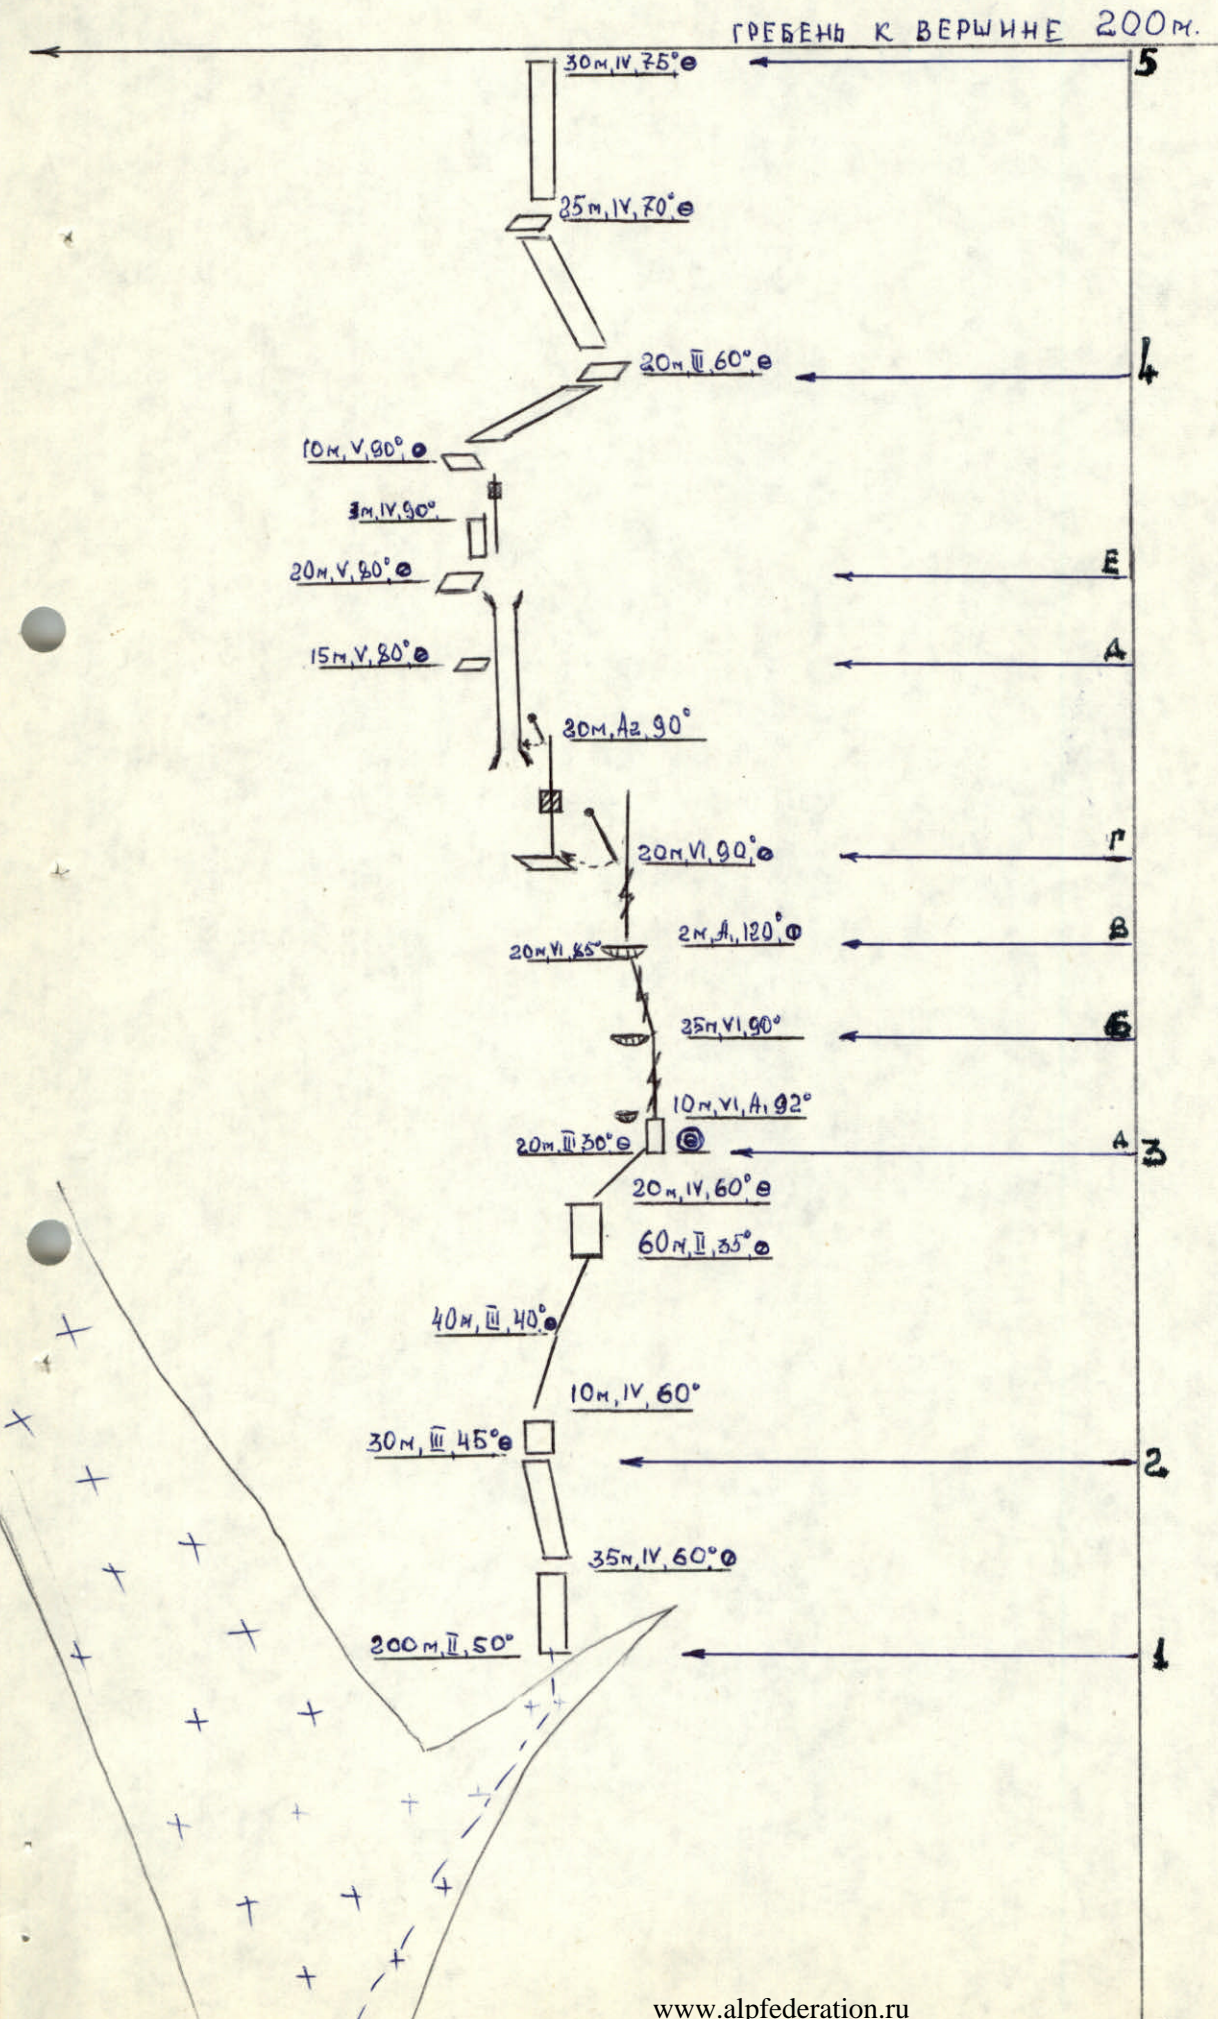 ГРЕБЕНЬ К ВЕРШИНЕ 200м.
30м, IV, 75°
5
25м, IV, 70°
20м, III, 60°
4
10м, V, 90°
IV, 90°
20м, V, 80°
Е
15м, V, 80°
Д
20м, А2, 90°
20м, VI, 90°
Г
2м, А1, 120°
В
20м, VI, 85°
25м, VI, 90°
Б
10м, VI, А1, 92°
20м, III, 30°
А
3
20м, IV, 60°
60м, II, 35°
40м, III, 40°
10м, IV, 60°
30м, III, 45°
2
35м, IV, 60°
200м, II, 50°
1
www.alpfederation.ru